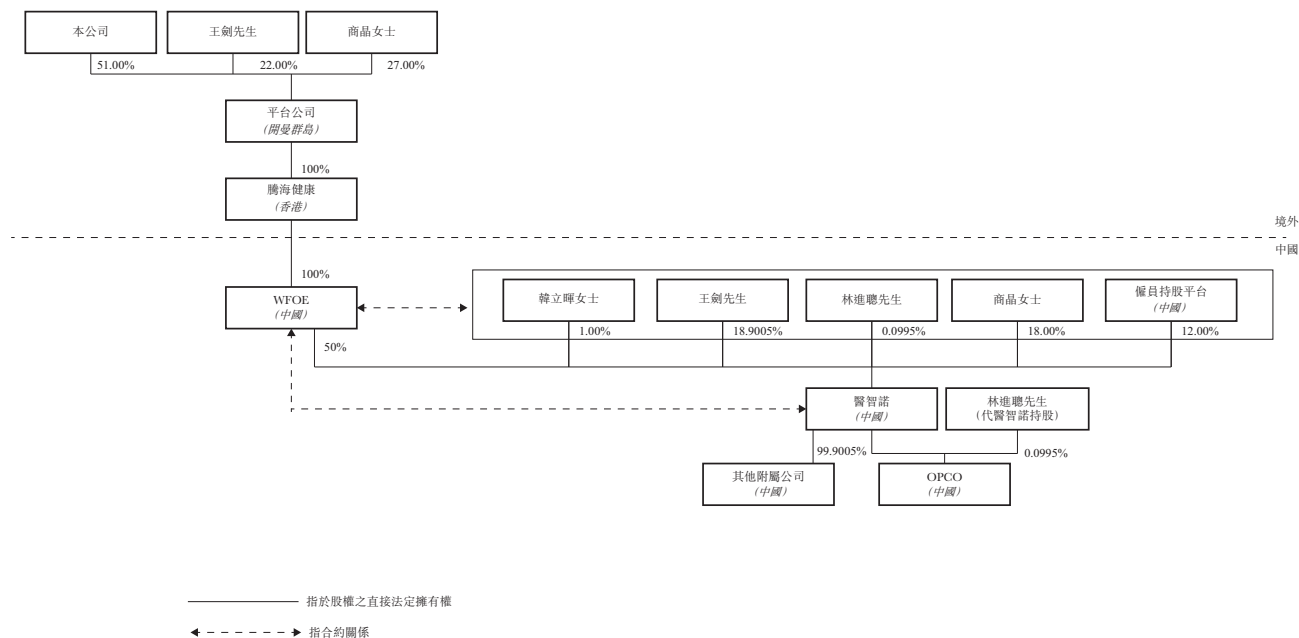 本公司
王劍先生
商晶女士
51.00%
22.00%
27.00%
平台公司
(開曼群島)
100%
騰海健康
(香港)
境外
中國
100%
WFOE
(中國)
韓立暉女士
王劍先生
林進聰先生
商晶女士
僱員持股平台
(中國)
1.00%
18.9005%
0.0995%
18.00%
12.00%
50%
醫智諾
(中國)
林進聰先生
(代醫智諾持股)
99.9005%
0.0995%
其他附屬公司
(中國)
OPCO
(中國)
指於股權之直接法定擁有權
指合約關係